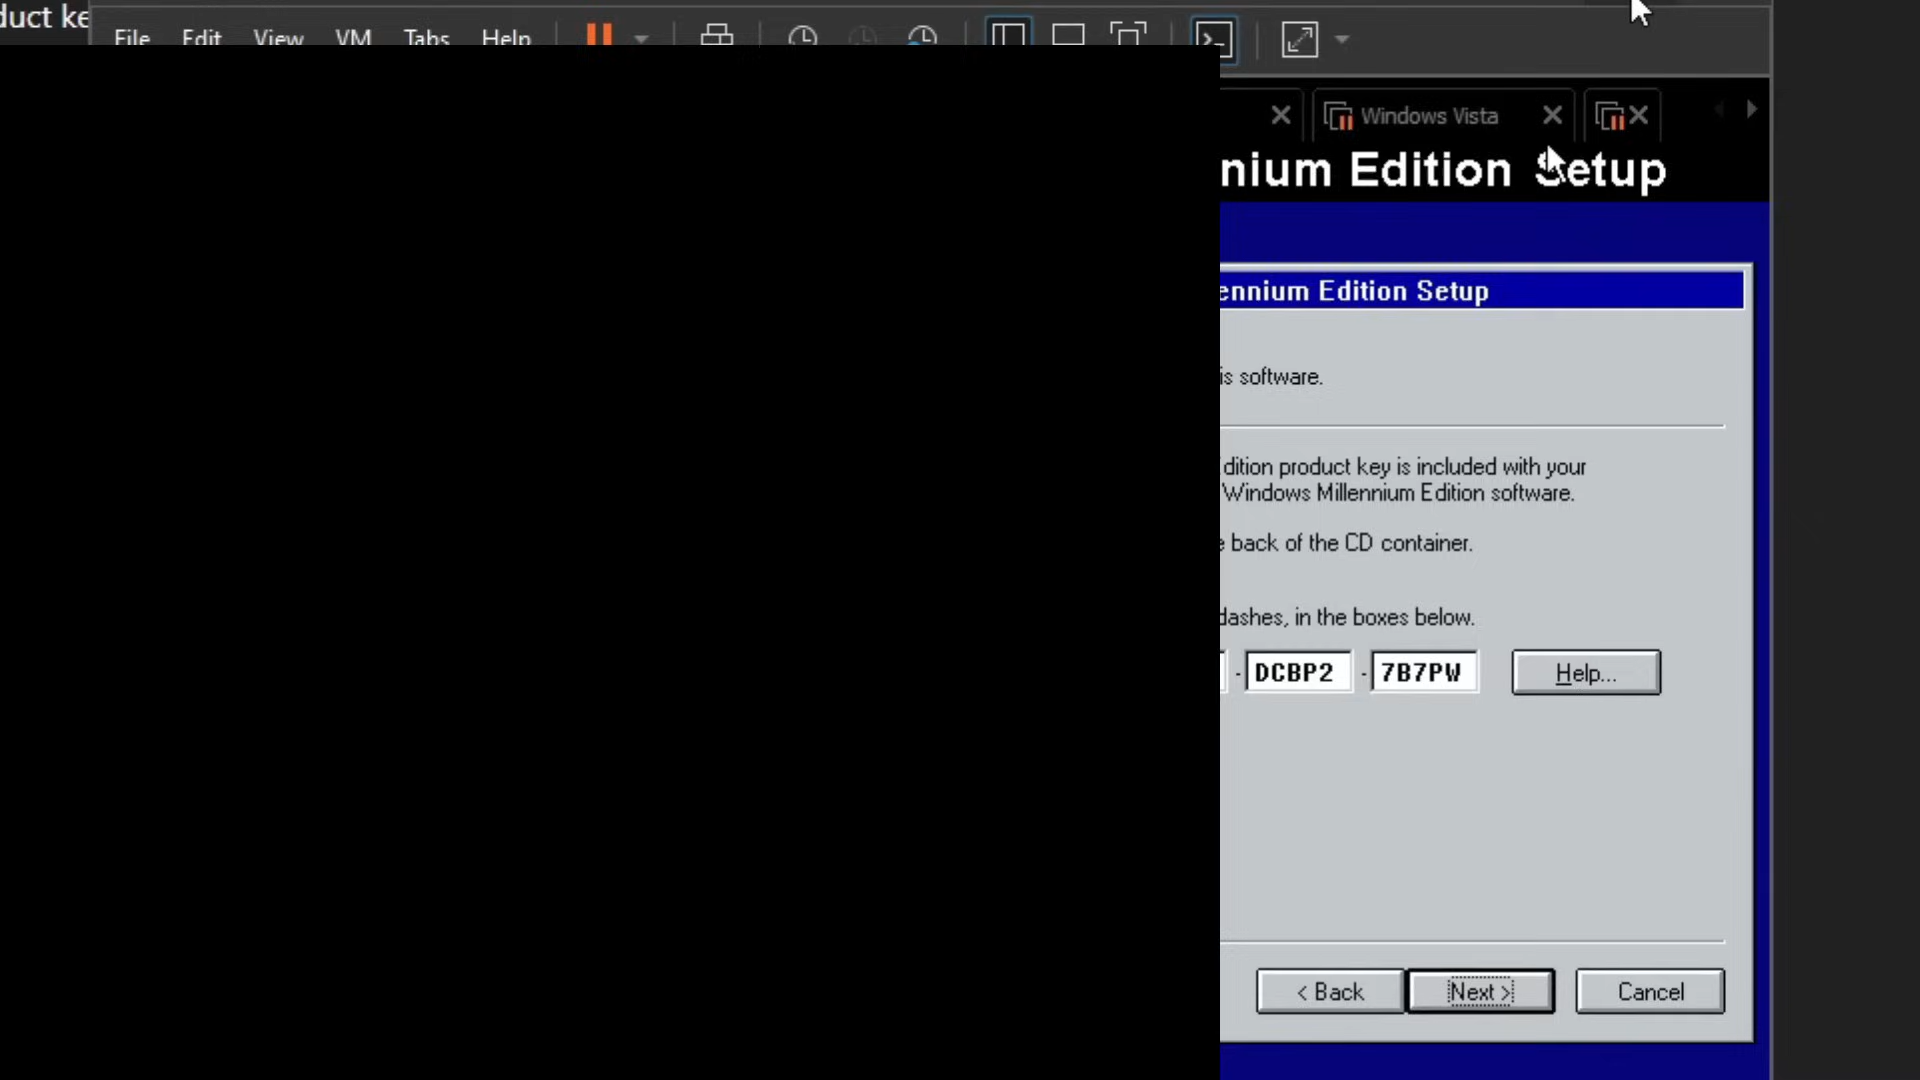 duct ke
File Edit View VM Tabs Help
Windows Vista
nium Edition Setup
ennium Edition Setup
is software.
dition product key is included with your
Windows Millennium Edition software.
e back of the CD container.
dashes, in the boxes below.
- DCBP2 - 7B7PW Help...
< Back Next > Cancel